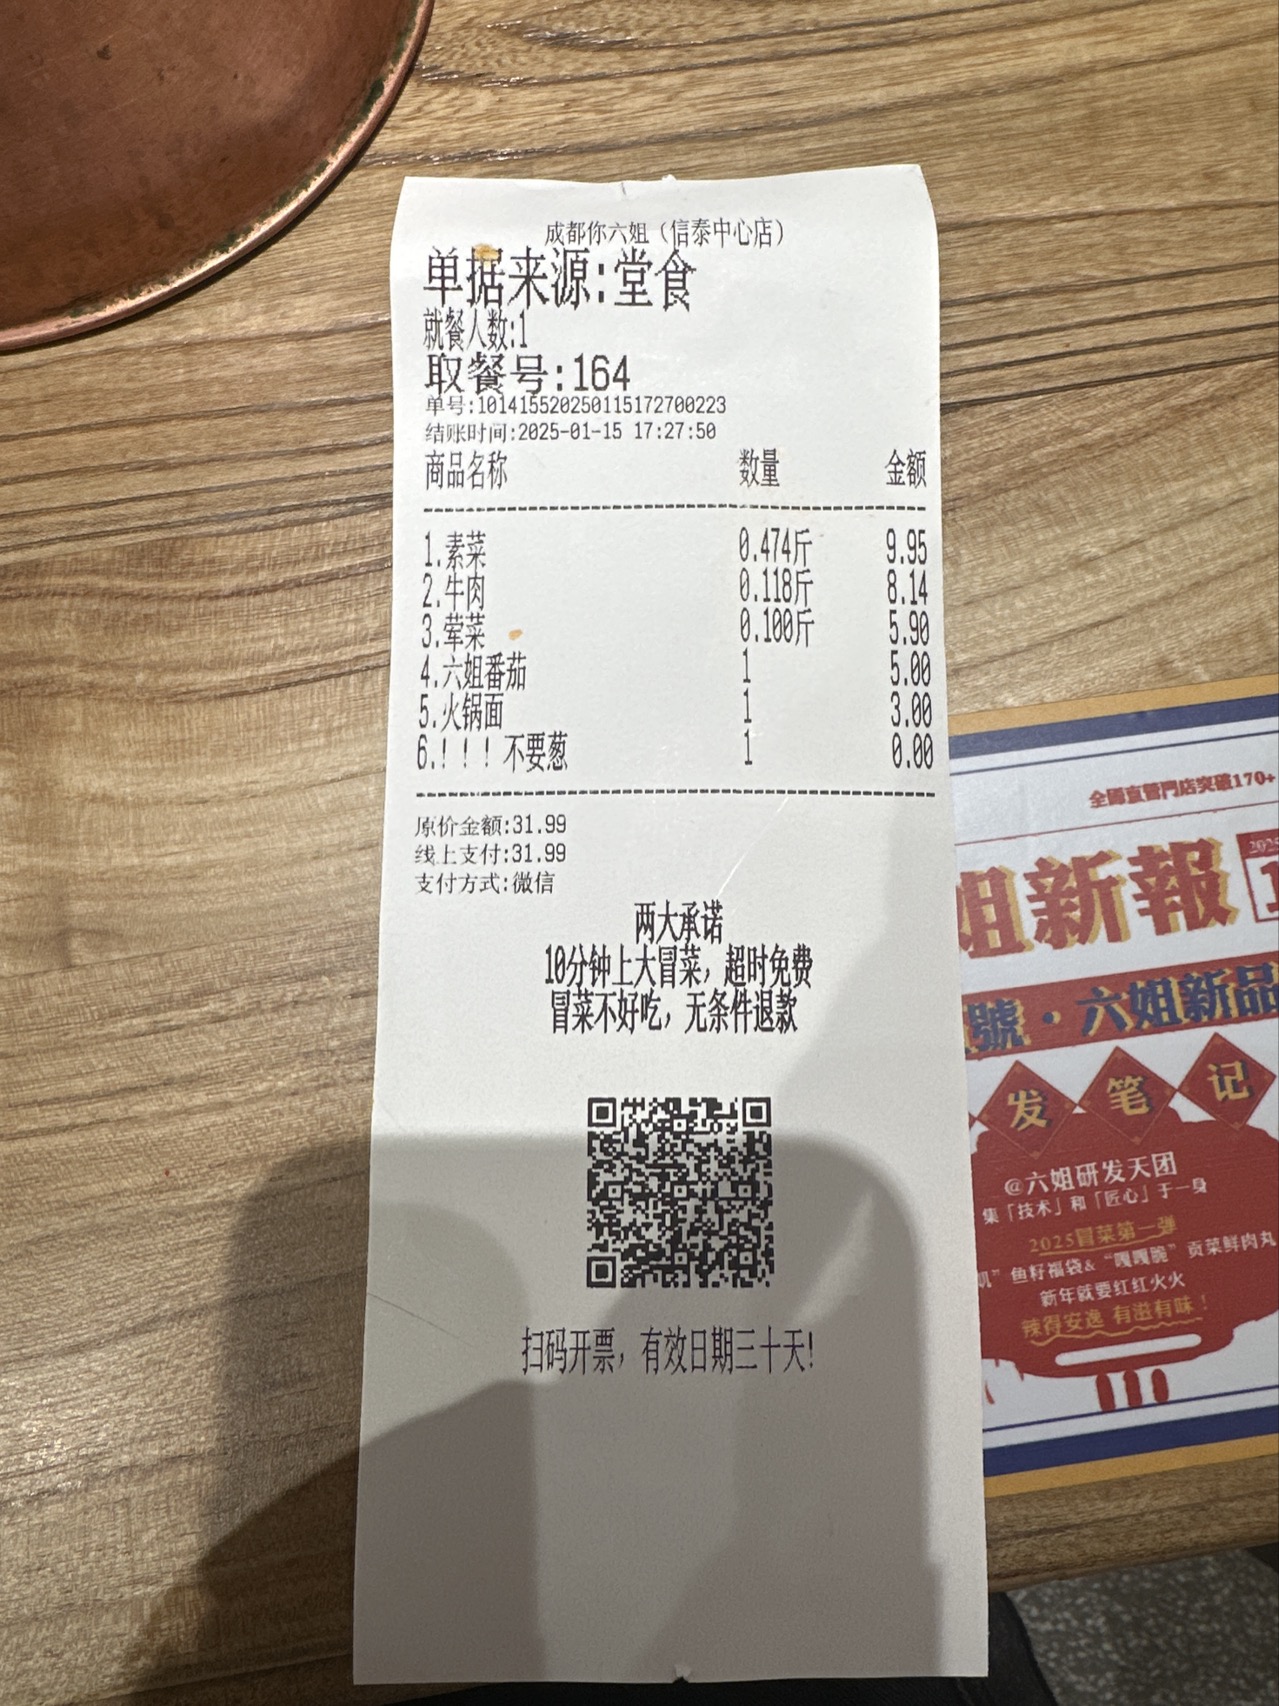 成都你六姐（信泰中心店）
单据来源:堂食
就餐人数:1
取餐号:164
单号:101415520250115172700223
结账时间:2025-01-15 17:27:50
商品名称 数量 金额
1.素菜 0.474斤 9.95
2.牛肉 0.118斤 8.14
3.荤菜 0.100斤 5.90
4.六姐番茄 1 5.00
5.火锅面 1 3.00
6.！！！不要葱 1 0.00
原价金额:31.99
线上支付:31.99
支付方式:微信
两大承诺
10分钟上大冒菜，超时免费
冒菜不好吃，无条件退款
扫码开票，有效日期三十天!
全國直管門店突破170+
姐新報
號·六姐新品
发笔记
@六姐研发天团
集「技术」和「匠心」于一身
2025冒菜第一弹
鱼籽福袋&“嘎嘎脆”贡菜鲜肉丸
新年就要红红火火
辣得安逸 有滋有味！